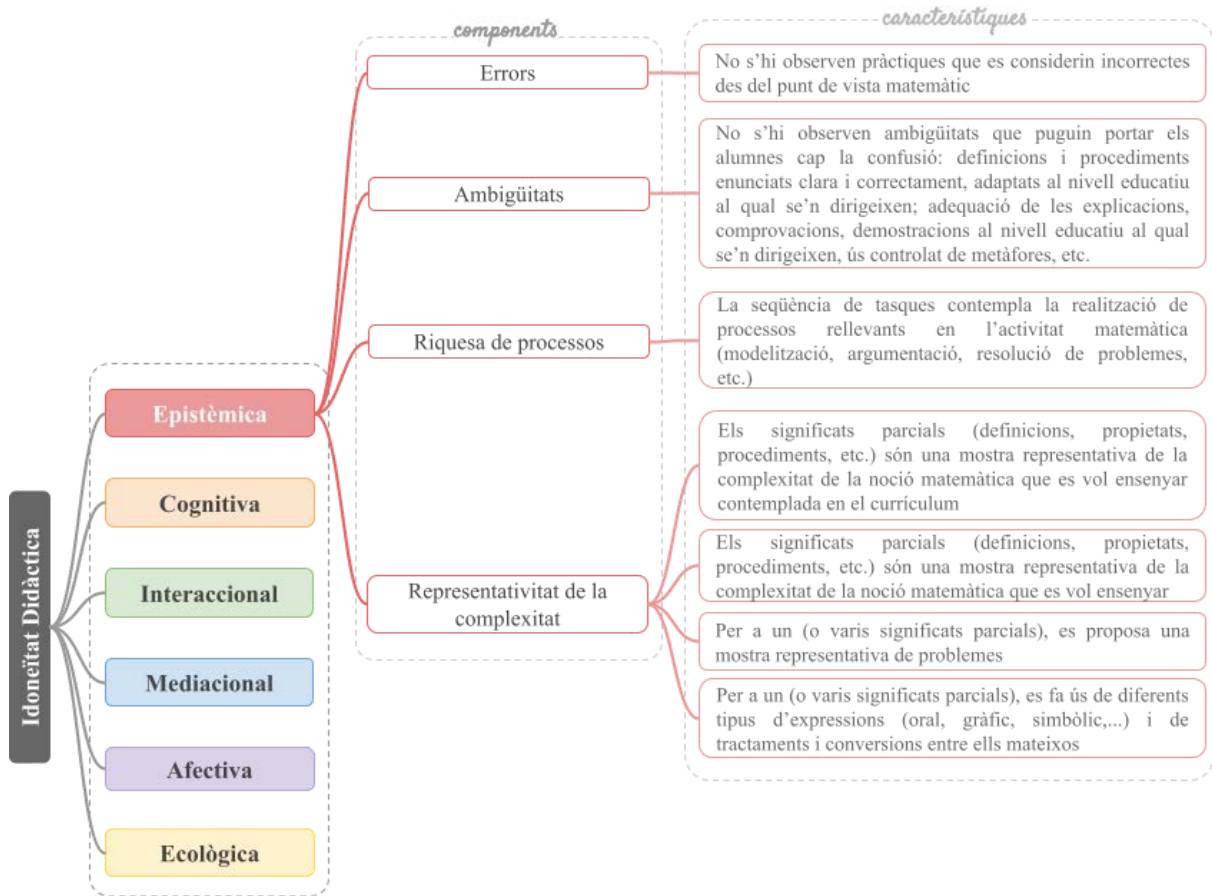 components
característiques
Errors
No s’hi observen pràctiques que es considerin incorrectes
des del punt de vista matemàtic
Ambigüitats
No s’hi observen ambigüitats que puguin portar els
alumnes cap la confusió: definicions i procediments
enunciats clara i correctament, adaptats al nivell educatiu
al qual se’n dirigeixen; adequació de les explicacions,
comprovacions, demostracions al nivell educatiu al qual
se’n dirigeixen, ús controlat de metàfores, etc.
Riquesa de processos
La seqüència de tasques contempla la realització de
processos rellevants en l’activitat matemàtica
(modelització, argumentació, resolució de problemes,
etc.)
Representativitat de la
complexitat
Els significats parcials (definicions, propietats,
procediments, etc.) són una mostra representativa de la
complexitat de la noció matemàtica que es vol ensenyar
contemplada en el currículum
Els significats parcials (definicions, propietats,
procediments, etc.) són una mostra representativa de la
complexitat de la noció matemàtica que es vol ensenyar
Per a un (o varis significats parcials), es proposa una
mostra representativa de problemes
Per a un (o varis significats parcials), es fa ús de diferents
tipus d’expressions (oral, gràfic, simbòlic,...) i de
tractaments i conversions entre ells mateixos
Idoneïtat Didàctica
Epistèmica
Cognitiva
Interaccional
Mediacional
Afectiva
Ecològica